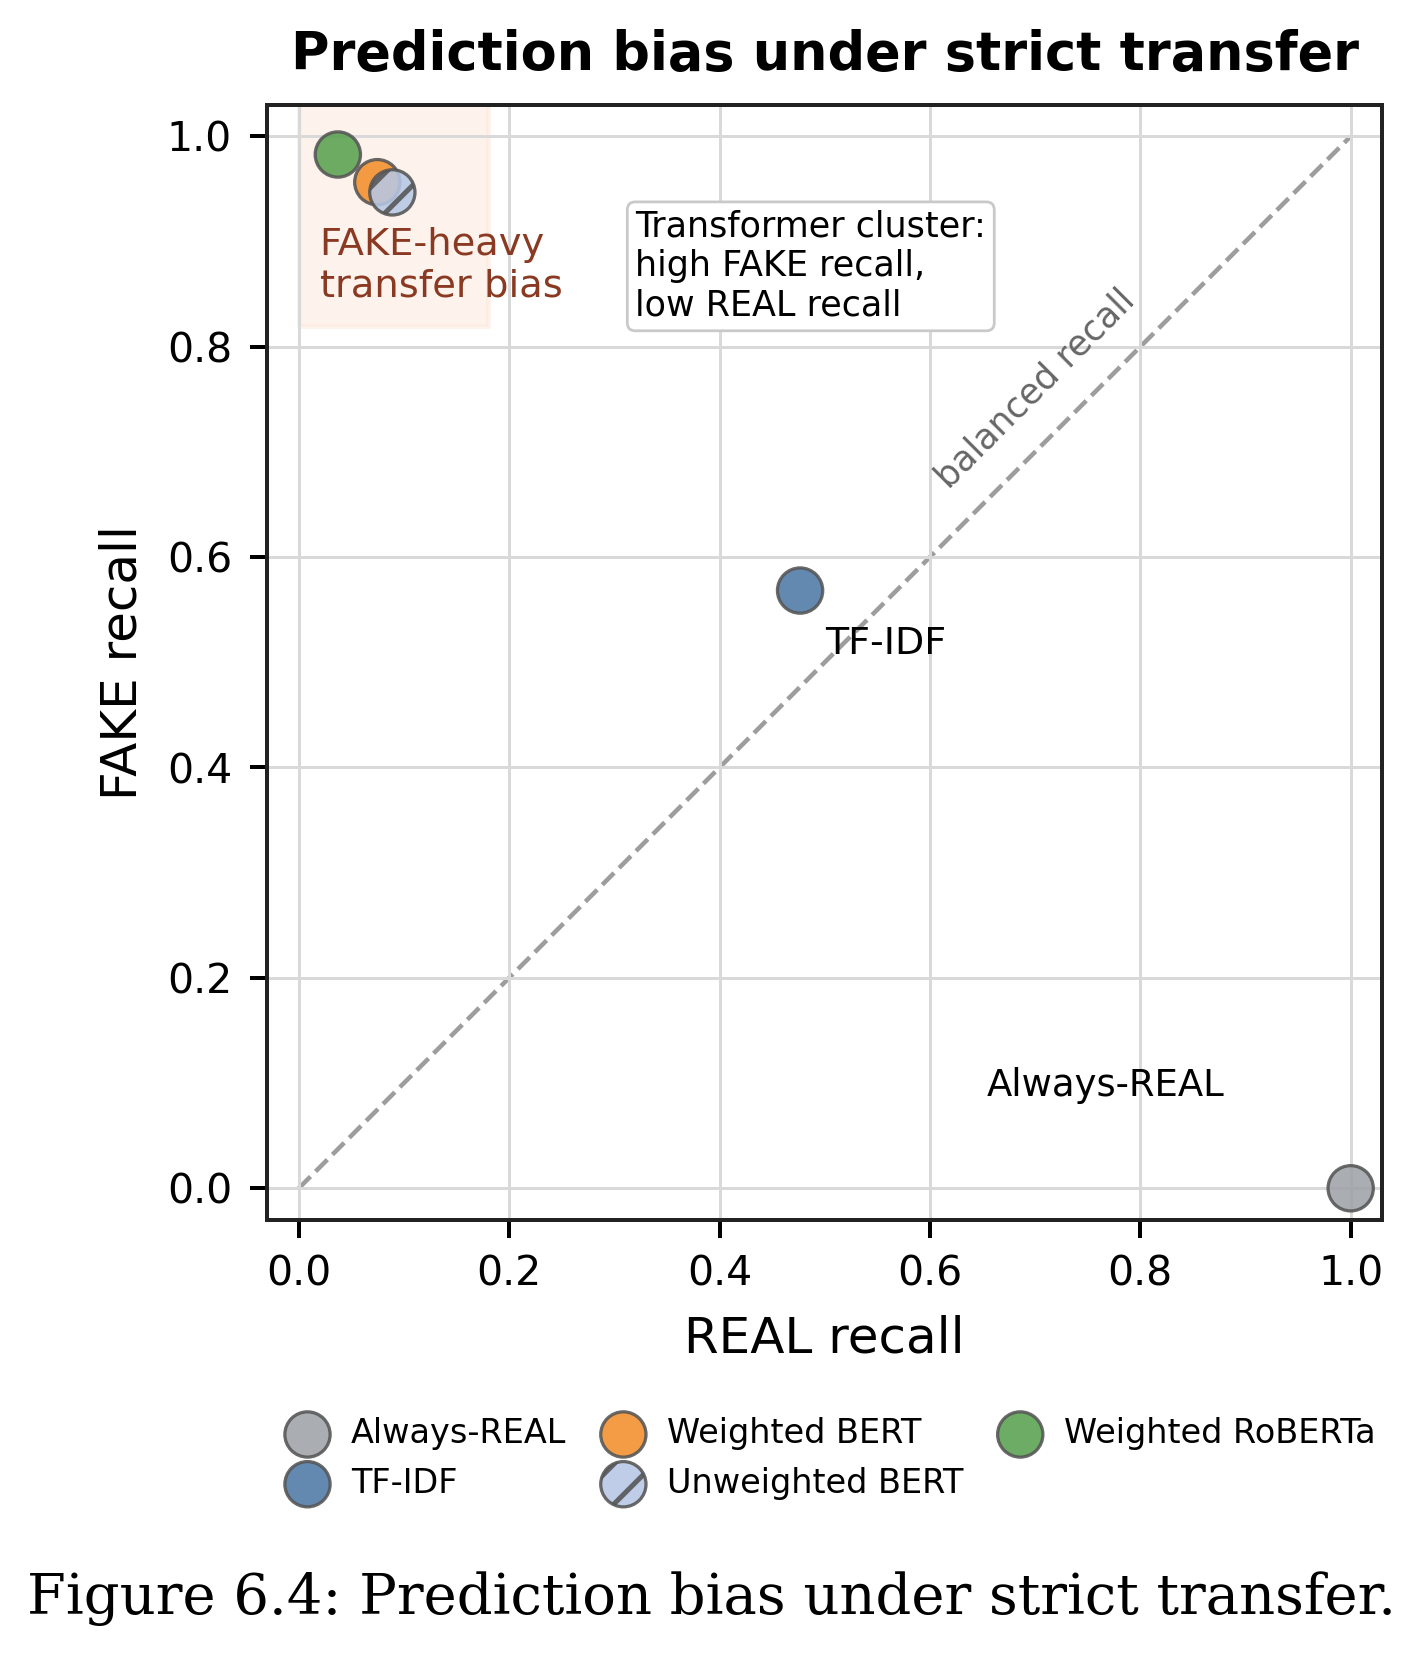 Prediction bias under strict transfer
1.0
0.8
0.6
0.4
0.2
0.0
FAKE recall
FAKE-heavy
transfer bias
Transformer cluster:
high FAKE recall,
low REAL recall
balanced recall
TF-IDF
Always-REAL
0.0 0.2 0.4 0.6 0.8 1.0
REAL recall
Always-REAL Weighted BERT Weighted RoBERTa
TF-IDF Unweighted BERT
Figure 6.4: Prediction bias under strict transfer.